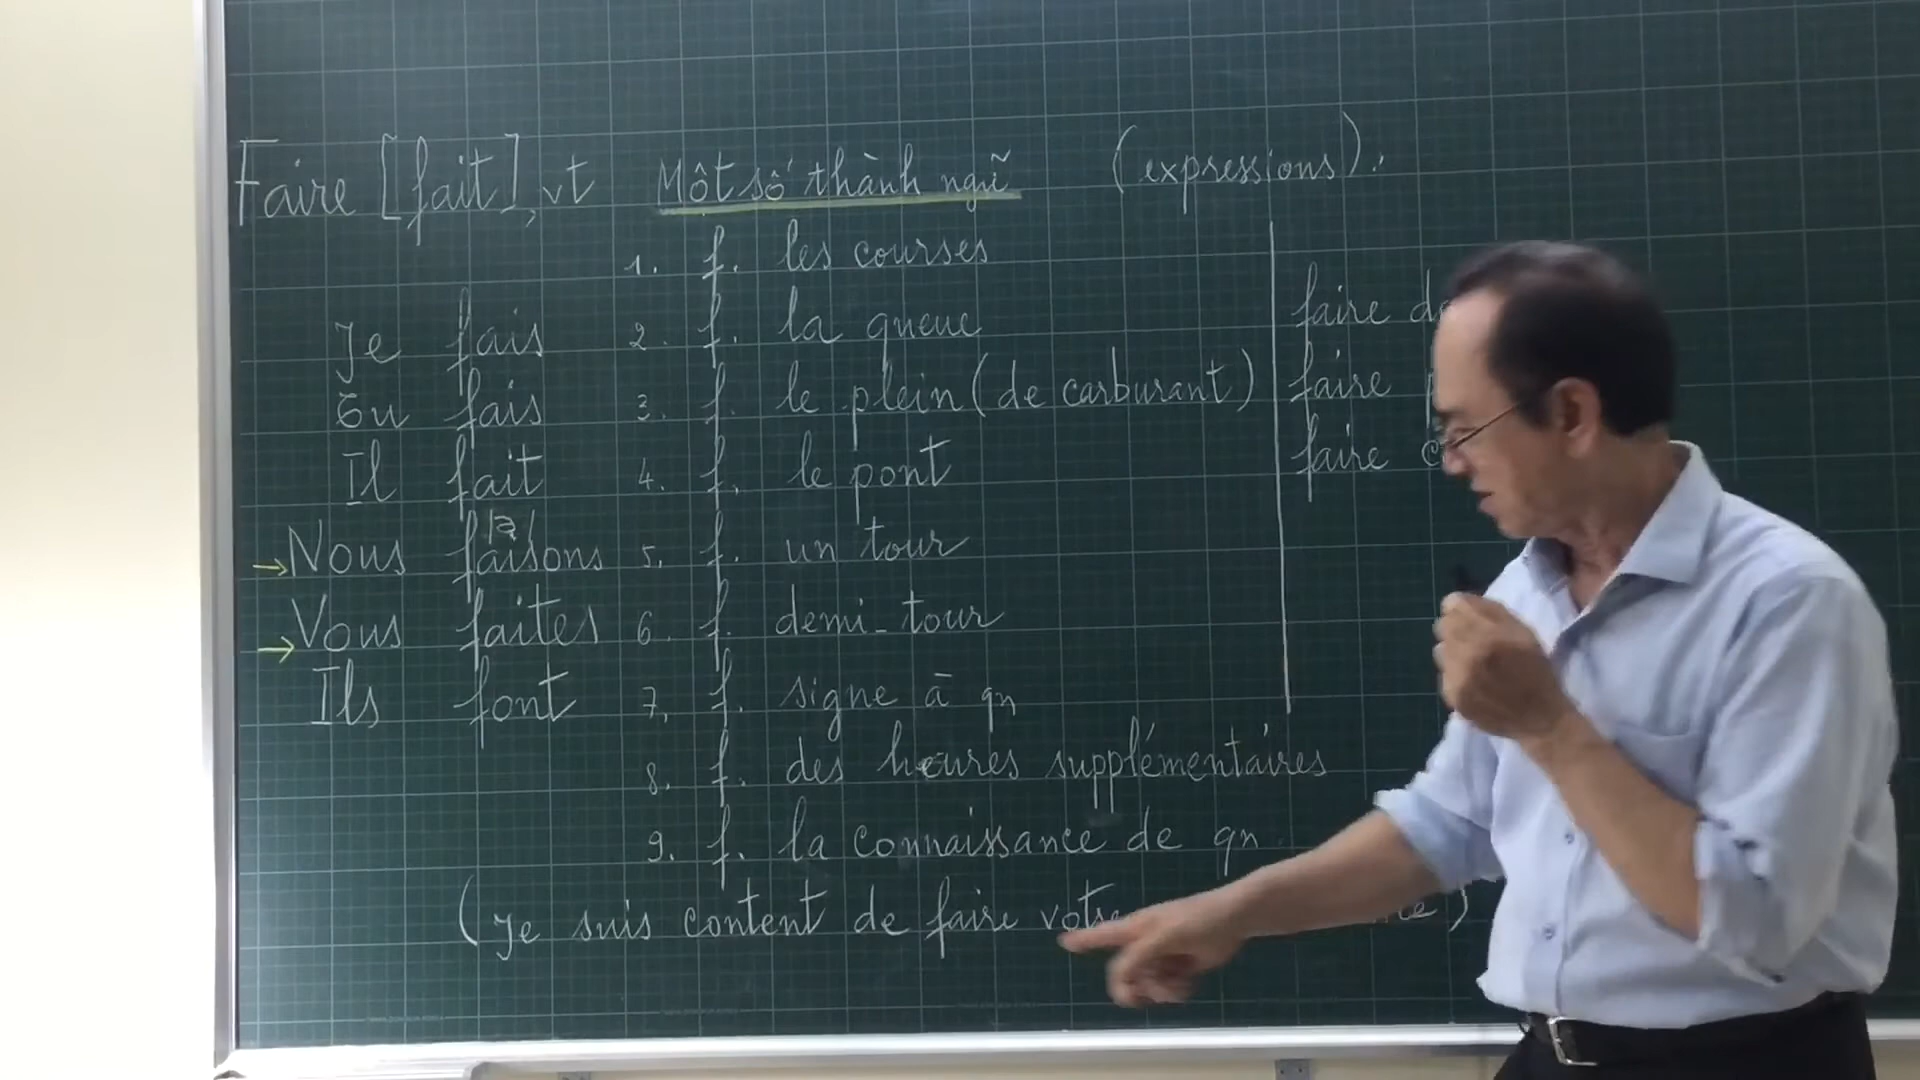 Faire [fait], vt Một số thành ngữ (expressions):
1. f. les courses
Je fais 2. f. la queue
Tu fais 3. f. le plein (de carburant)
Il fait 4. f. le pont
/ə/
→ Nous faisons 5. f. un tour
→ Vous faites 6. f. demi-tour
Ils font 7. f. signe à qn
8. f. des heures supplémentaires
9. f. la connaissance de qn
(Je suis content de faire votre
faire
faire
faire